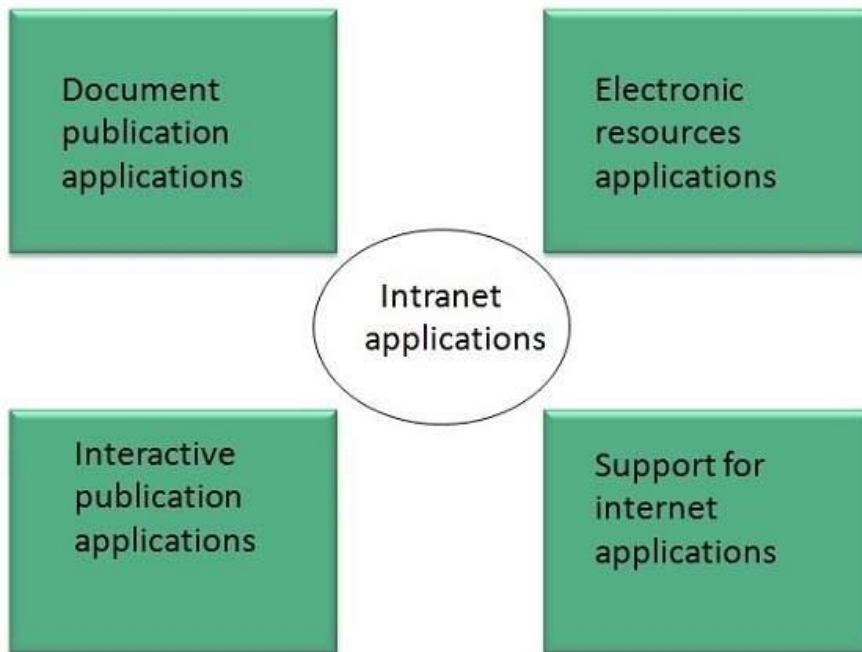 Document
publication
applications
Electronic
resources
applications
Intranet
applications
Interactive
publication
applications
Support for
internet
applications